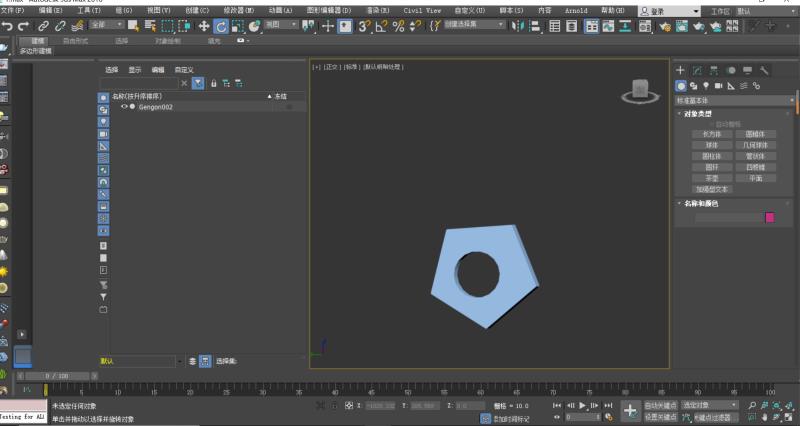 文件(F) 编辑(E) 工具(T) 组(G) 视图(V) 创建(C) 修改器(M) 动画(A) 图形编辑器(D) 渲染(R) Civil View 自定义(U) 脚本(S) 内容 Arnold 帮助(H) 登录 工作区: 默认
全部 视图 创建选择集
建模 自由形式 选择 对象绘制 填充
多边形建模
选择 显示 编辑 自定义
名称(按升序排序) ▲ 冻结
Gengon002
默认 选择集:
[+] [正交] [标准] [默认明暗处理]
标准基本体
对象类型
自动栅格
长方体 圆锥体
球体 几何球体
圆柱体 管状体
圆环 四棱锥
茶壶 平面
加强型文本
名称和颜色
0 / 100
0 5 10 15 20 25 30 35 40 45 50 55 60 65 70 75 80 85 90 95 100
未选定任何对象 X: Y: Z: 0.0 栅格 = 10.0 自动关键点 选定对象
Testing for ALL 单击并拖动以选择并旋转对象 添加时间标记 0 设置关键点 关键点过滤器...